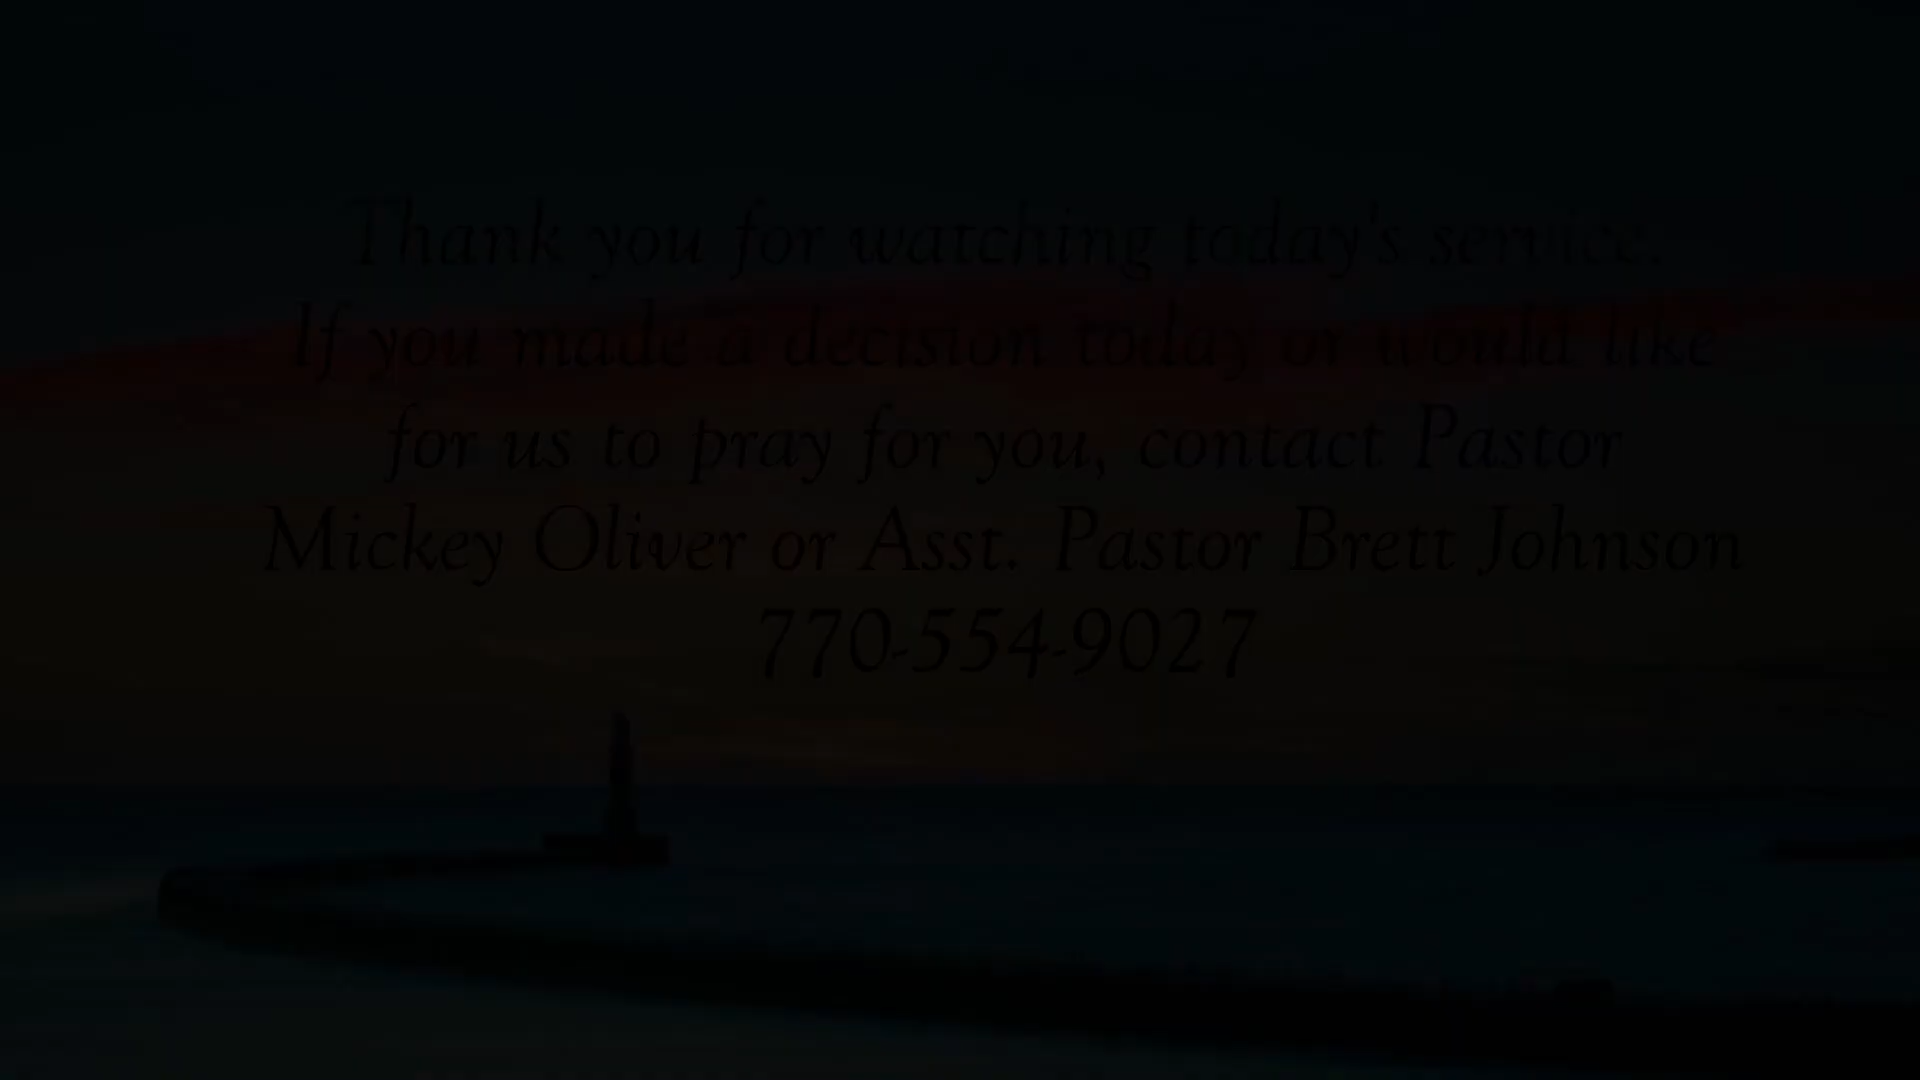 Thank you for watching today's service.
If you made a decision today or would like
for us to pray for you, contact Pastor
Mickey Oliver or Asst. Pastor Brett Johnson
770-554-9027